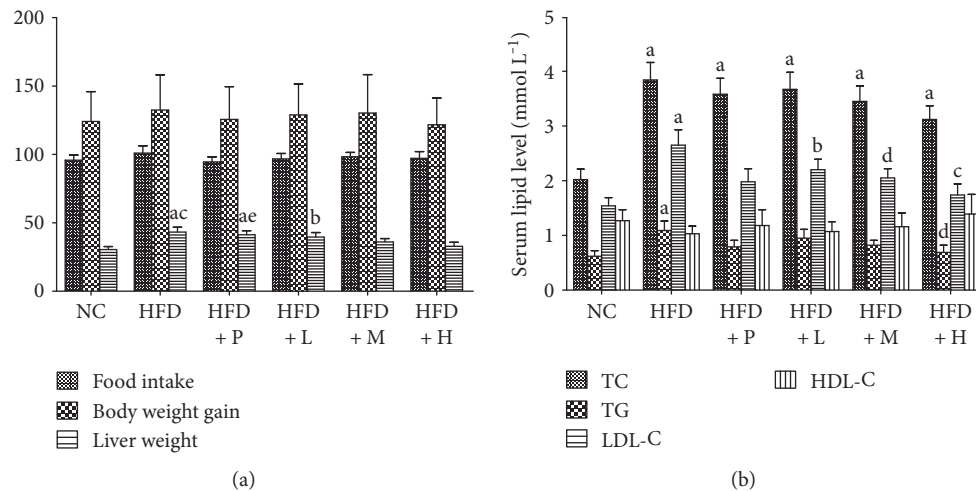 200
150
100
50
0
ac
ae
b
NC
HFD
HFD
+ P
HFD
+ L
HFD
+ M
HFD
+ H
Food intake
Body weight gain
Liver weight
(a)
Serum lipid level (mmol L⁻¹)
5
4
3
2
1
0
a
a
a
a
a
a
a
b
d
c
d
NC
HFD
HFD
+ P
HFD
+ L
HFD
+ M
HFD
+ H
TC
TG
LDL-C
HDL-C
(b)